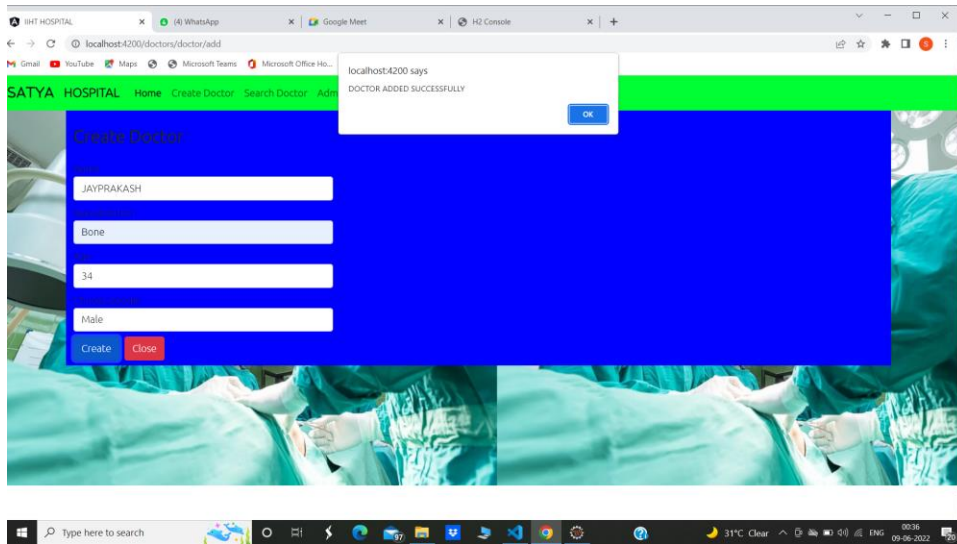 IIHT HOSPITAL
(4) WhatsApp
Google Meet
H2 Console
localhost:4200/doctors/doctor/add
Gmail YouTube Maps Microsoft Teams Microsoft Office Ho...
localhost:4200 says
DOCTOR ADDED SUCCESSFULLY
OK
SATYA HOSPITAL Home Create Doctor Search Doctor Adm
Create Doctor
JAYPRAKASH
Bone
34
Male
Create Close
Type here to search
97
31°C Clear
ENG
00:36
09-06-2022
20